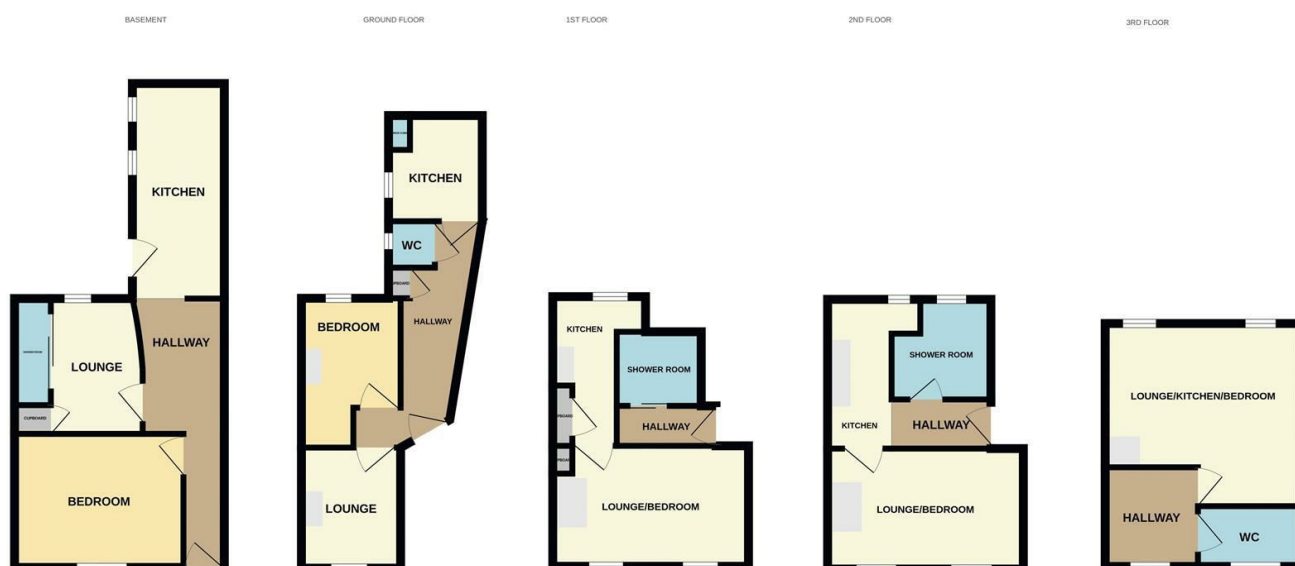 BASEMENT
GROUND FLOOR
1ST FLOOR
2ND FLOOR
3RD FLOOR
KITCHEN
HALLWAY
LOUNGE
CUPBOARD
BEDROOM
KITCHEN
WC
BEDROOM
HALLWAY
LOUNGE
KITCHEN
SHOWER ROOM
HALLWAY
LOUNGE/BEDROOM
SHOWER ROOM
KITCHEN
HALLWAY
LOUNGE/BEDROOM
LOUNGE/KITCHEN/BEDROOM
HALLWAY
WC